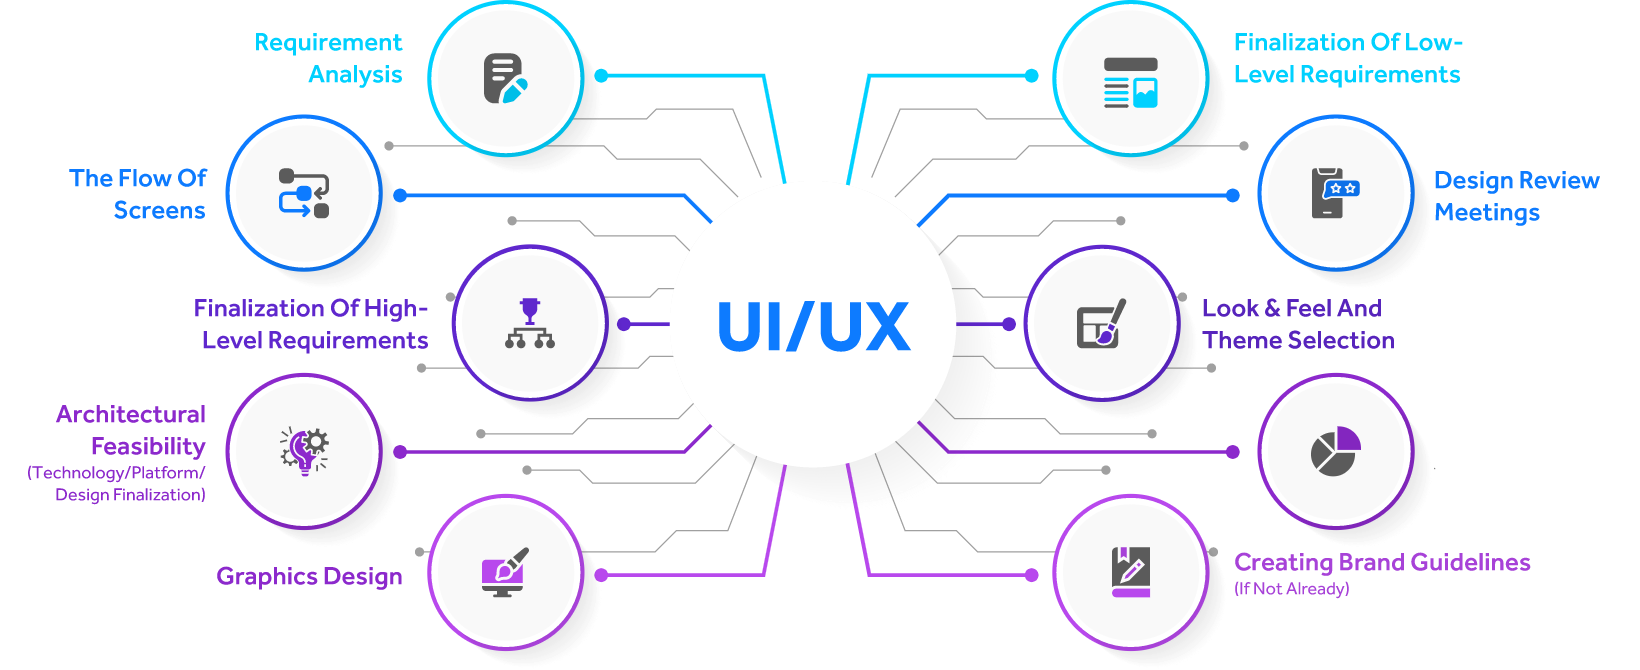 Requirement
Analysis
The Flow Of
Screens
Finalization Of High-
Level Requirements
Architectural
Feasibility
(Technology/Platform/
Design Finalization)
Graphics Design
UI/UX
Finalization Of Low-
Level Requirements
Design Review
Meetings
Look & Feel And
Theme Selection
.
Creating Brand Guidelines
(If Not Already)